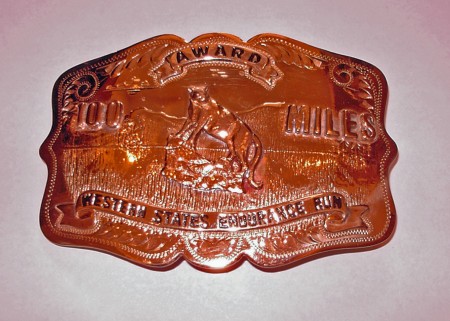 AWARD
100 MILES
WESTERN STATES ENDURANCE RUN